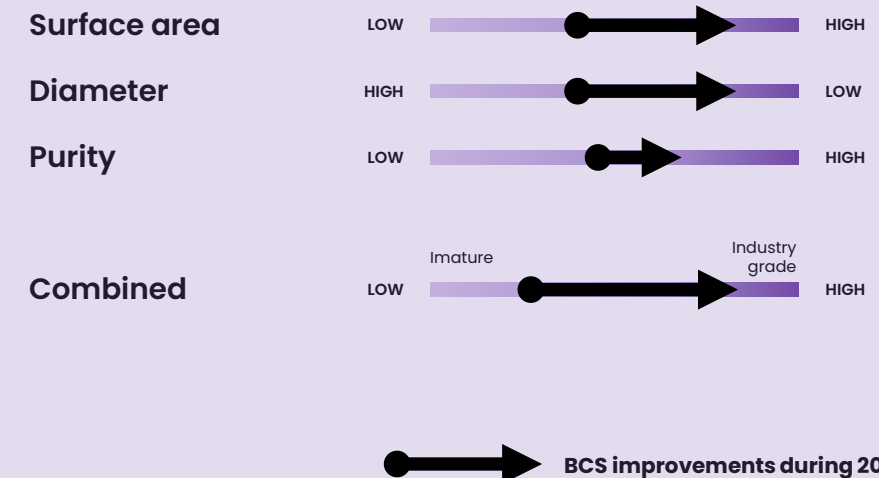 Surface area LOW HIGH
Diameter HIGH LOW
Purity LOW HIGH
Imature Industry
grade
Combined LOW HIGH
BCS improvements during 20